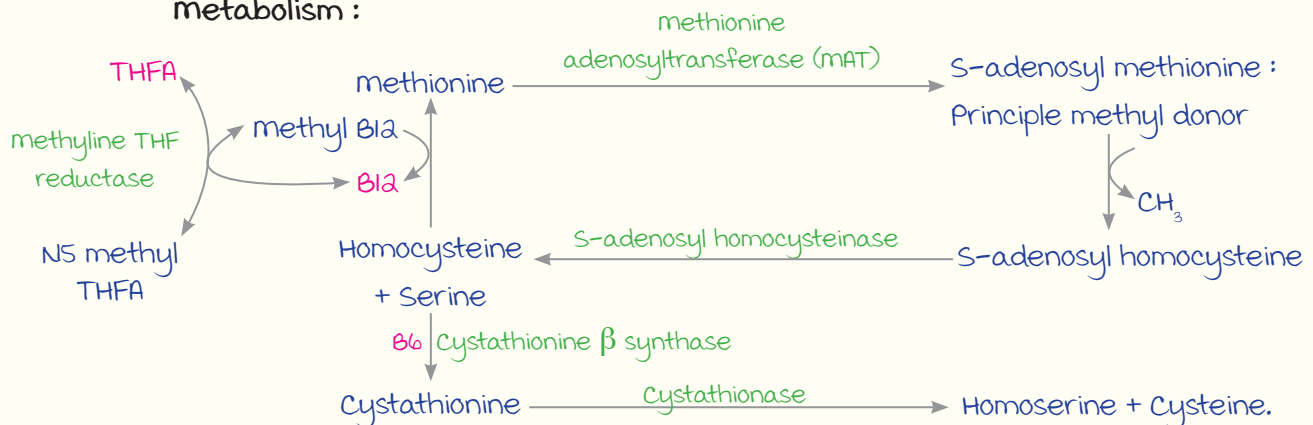 metabolism :
methionine
adenosyltransferase (MAT)
THFA
methionine
S-adenosyl methionine :
Principle methyl donor
methyline THF
reductase
methyl B12
B12
CH3
N5 methyl
THFA
Homocysteine
+ Serine
S-adenosyl homocysteinase
S-adenosyl homocysteine
B6
Cystathionine β synthase
Cystathionine
Cystathionase
Homoserine + Cysteine.